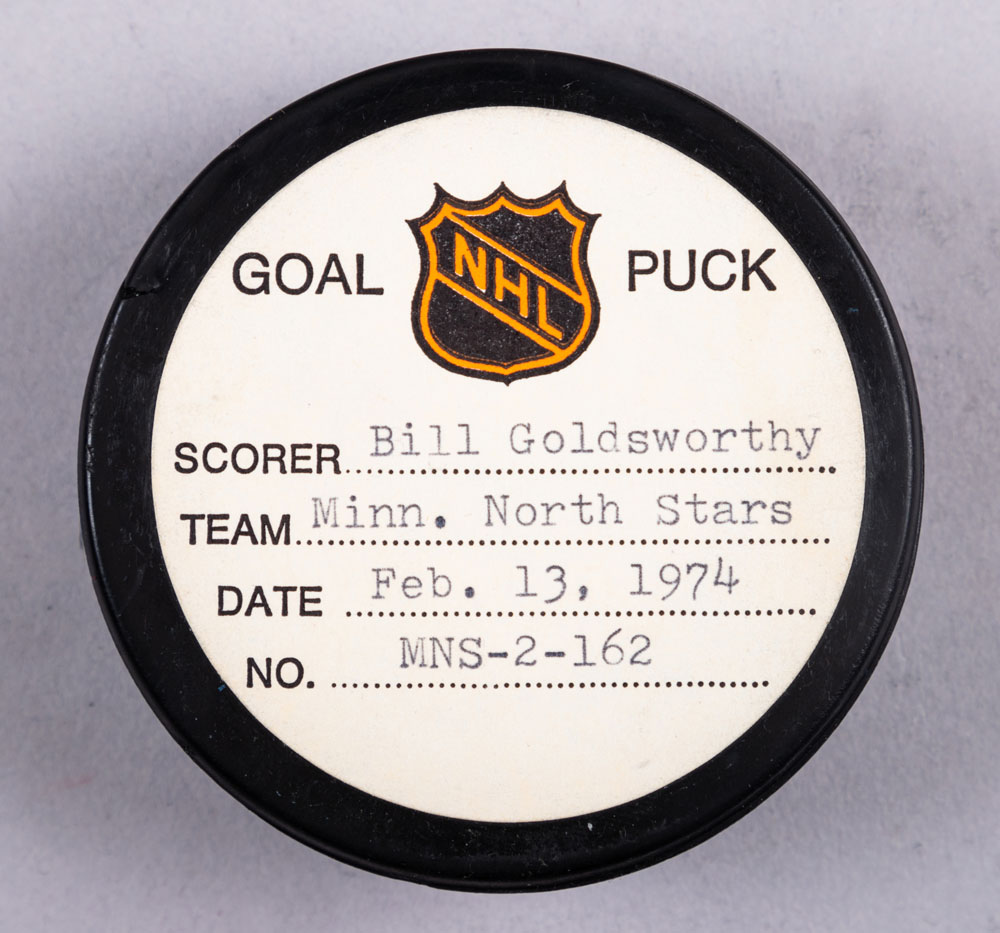 GOAL NHL PUCK
SCORER Bill Goldsworthy
TEAM Minn. North Stars
DATE Feb. 13, 1974
NO. MNS-2-162